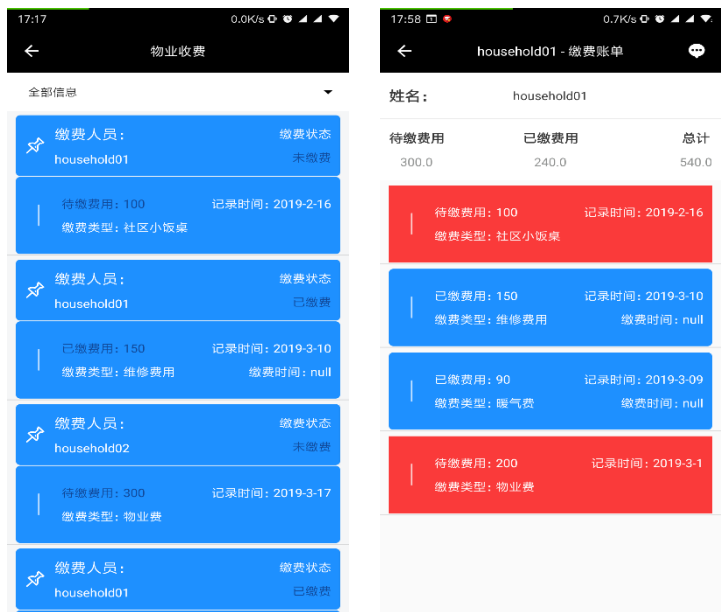 17:17 0.0K/s
物业收费
全部信息
缴费人员: 缴费状态
household01 未缴费
待缴费用: 100 记录时间: 2019-2-16
缴费类型: 社区小饭桌
缴费人员: 缴费状态
household01 已缴费
已缴费用: 150 记录时间: 2019-3-10
缴费类型: 维修费用 缴费时间: null
缴费人员: 缴费状态
household02 未缴费
待缴费用: 300 记录时间: 2019-3-17
缴费类型: 物业费
缴费人员: 缴费状态
household01 已缴费
17:58 0.7K/s
household01 - 缴费账单
姓名: household01
待缴费用 已缴费用 总计
300.0 240.0 540.0
待缴费用: 100 记录时间: 2019-2-16
缴费类型: 社区小饭桌
已缴费用: 150 记录时间: 2019-3-10
缴费类型: 维修费用 缴费时间: null
已缴费用: 90 记录时间: 2019-3-09
缴费类型: 暖气费 缴费时间: null
待缴费用: 200 记录时间: 2019-3-1
缴费类型: 物业费